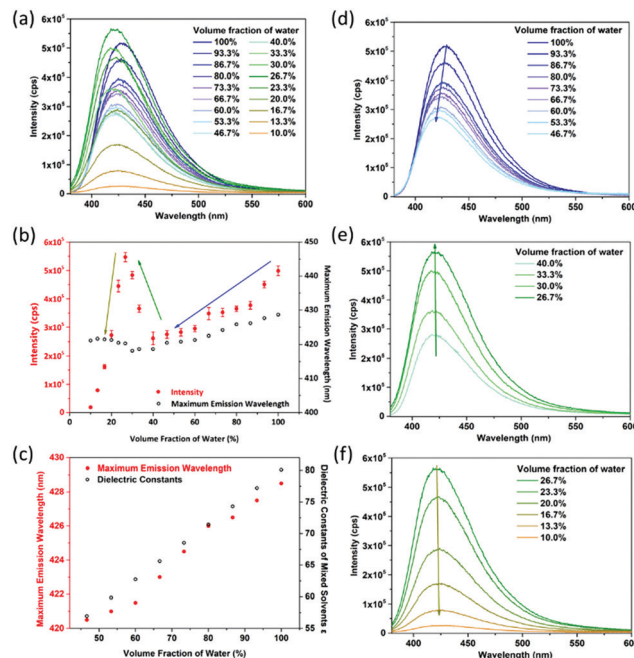 (a)
Intensity (cps)
6x10⁵
5x10⁵
4x10⁵
3x10⁵
2x10⁵
1x10⁵
0
Volume fraction of water
100% 40.0%
93.3% 33.3%
86.7% 30.0%
80.0% 26.7%
73.3% 23.3%
66.7% 20.0%
60.0% 16.7%
53.3% 13.3%
46.7% 10.0%
400 450 500 550 600
Wavelength (nm)
(d)
Intensity (cps)
6x10⁵
5x10⁵
4x10⁵
3x10⁵
2x10⁵
1x10⁵
0
Volume fraction of water
100%
93.3%
86.7%
80.0%
73.3%
66.7%
60.0%
53.3%
46.7%
400 450 500 550 600
Wavelength (nm)
(b)
Intensity (cps)
6x10⁵
5x10⁵
4x10⁵
3x10⁵
2x10⁵
1x10⁵
0
Intensity
Maximum Emission Wavelength
450
440
430
420
410
400
Maximum Emission Wavelength (nm)
0 20 40 60 80 100
Volume Fraction of Water (%)
(e)
Intensity (cps)
6x10⁵
5x10⁵
4x10⁵
3x10⁵
2x10⁵
1x10⁵
0
Volume fraction of water
40.0%
33.3%
30.0%
26.7%
400 450 500 550 600
Wavelength (nm)
(c)
Maximum Emission Wavelength (nm)
430
428
426
424
422
420
Maximum Emission Wavelength
Dielectric Constants
80
75
70
65
60
55
Dielectric Constants of Mixed Solvents ε
50 60 70 80 90 100
Volume Fraction of Water (%)
(f)
Intensity (cps)
6x10⁵
5x10⁵
4x10⁵
3x10⁵
2x10⁵
1x10⁵
0
Volume fraction of water
26.7%
23.3%
20.0%
16.7%
13.3%
10.0%
400 450 500 550 600
Wavelength (nm)